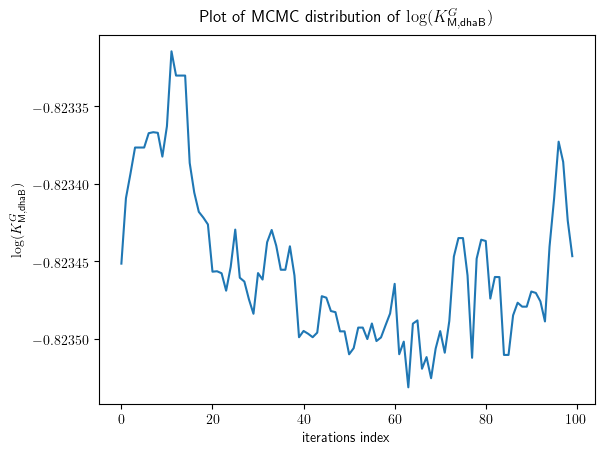 Plot of MCMC distribution of log(K^G_{M,dhaB})
log(K^G_{M,dhaB})
−0.82335
−0.82340
−0.82345
−0.82350
0 20 40 60 80 100
iterations index